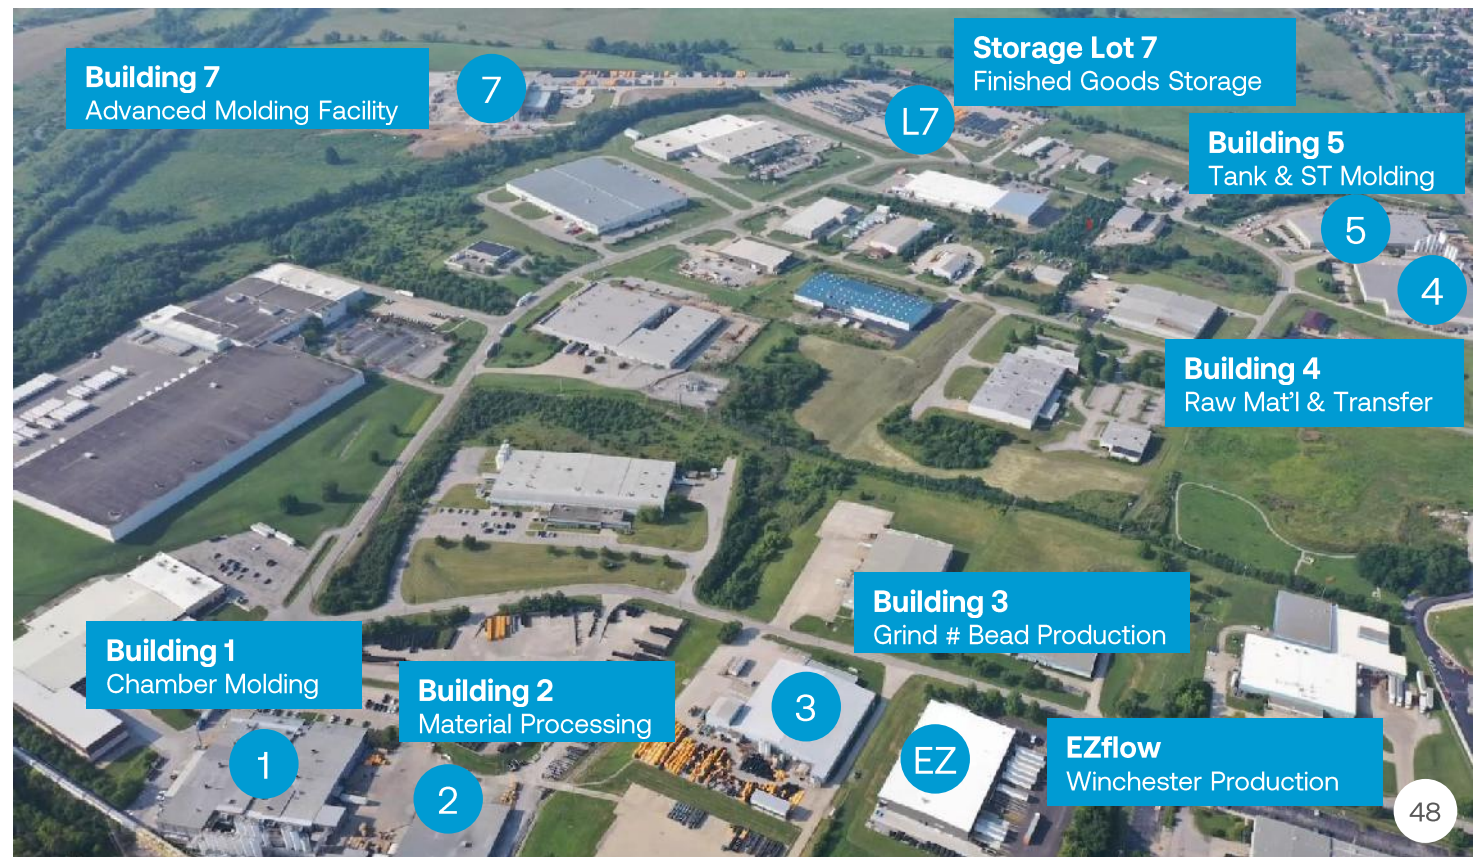 Building 7
Advanced Molding Facility
7
Storage Lot 7
Finished Goods Storage
L7
Building 5
Tank & ST Molding
5
4
Building 4
Raw Mat'l & Transfer
Building 3
Grind # Bead Production
3
Building 1
Chamber Molding
1
Building 2
Material Processing
2
EZ
EZflow
Winchester Production
48